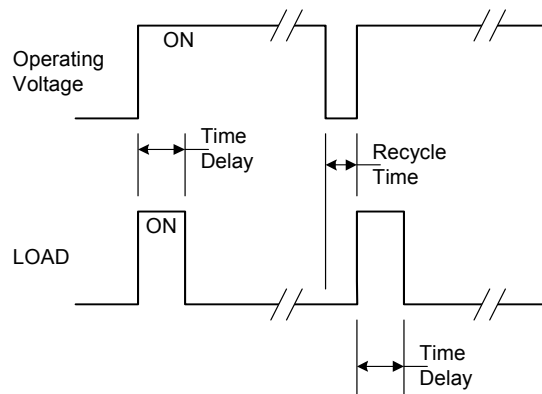 ON
Operating
Voltage
Time
Delay
Recycle
Time
ON
LOAD
Time
Delay